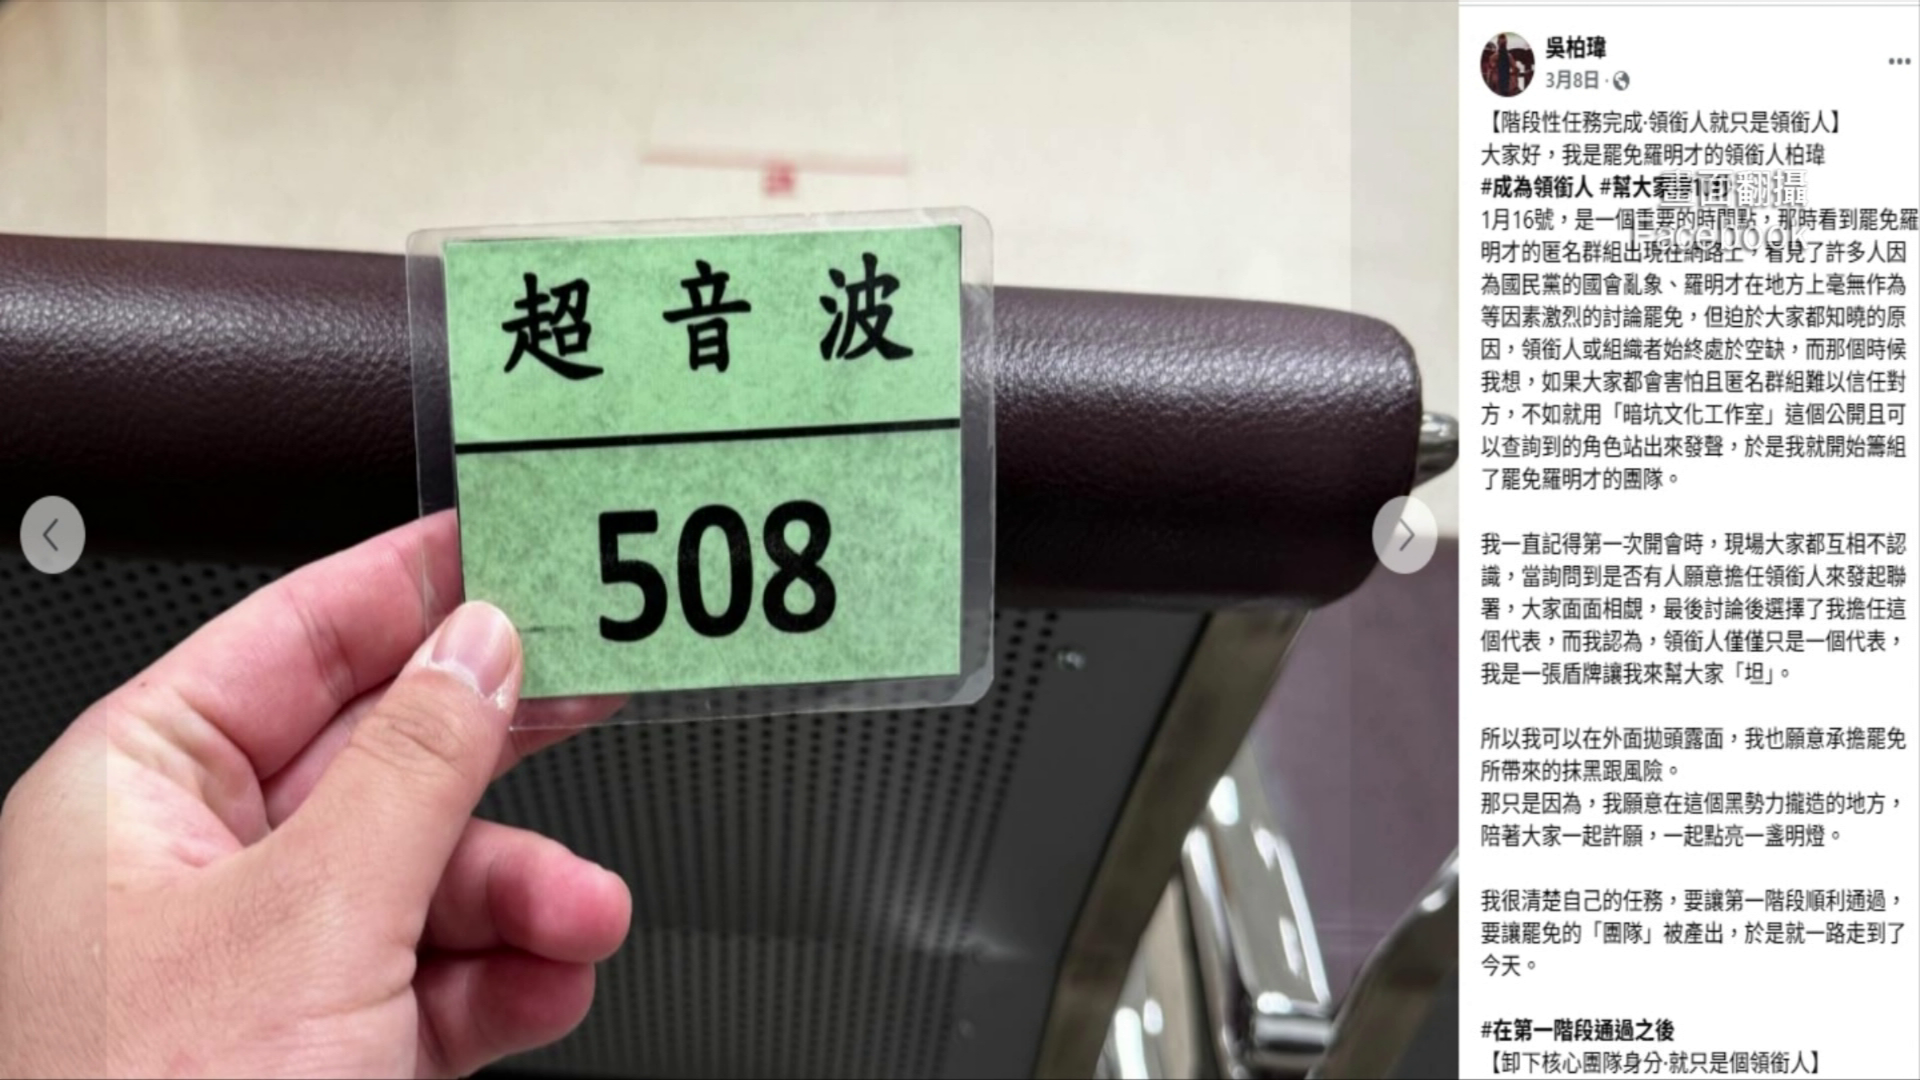 超音波
508
吳柏瑋
3月8日
【階段性任務完成·領銜人就只是領銜人】
大家好，我是罷免羅明才的領銜人柏瑋
#成為領銜人 #幫大家
畫面翻攝
Facebook
1月16號，是一個重要的時間點，那時看到罷免羅
明才的匿名群組出現在網路上，看見了許多人因
為國民黨的國會亂象、羅明才在地方上毫無作為
等因素激烈的討論罷免，但迫於大家都知曉的原
因，領銜人或組織者始終處於空缺，而那個時候
我想，如果大家都會害怕且匿名群組難以信任對
方，不如就用「暗坑文化工作室」這個公開且可
以查詢到的角色站出來發聲，於是我就開始籌組
了罷免羅明才的團隊。
我一直記得第一次開會時，現場大家都互相不認
識，當詢問到是否有人願意擔任領銜人來發起聯
署，大家面面相覷，最後討論後選擇了我擔任這
個代表，而我認為，領銜人僅僅只是一個代表，
我是一張盾牌讓我來幫大家「坦」。
所以我可以在外面拋頭露面，我也願意承擔罷免
所帶來的抹黑跟風險。
那只是因為，我願意在這個黑勢力攏造的地方，
陪著大家一起許願，一起點亮一盞明燈。
我很清楚自己的任務，要讓第一階段順利通過，
要讓罷免的「團隊」被產出，於是就一路走到了
今天。
#在第一階段通過之後
【卸下核心團隊身分·就只是個領銜人】